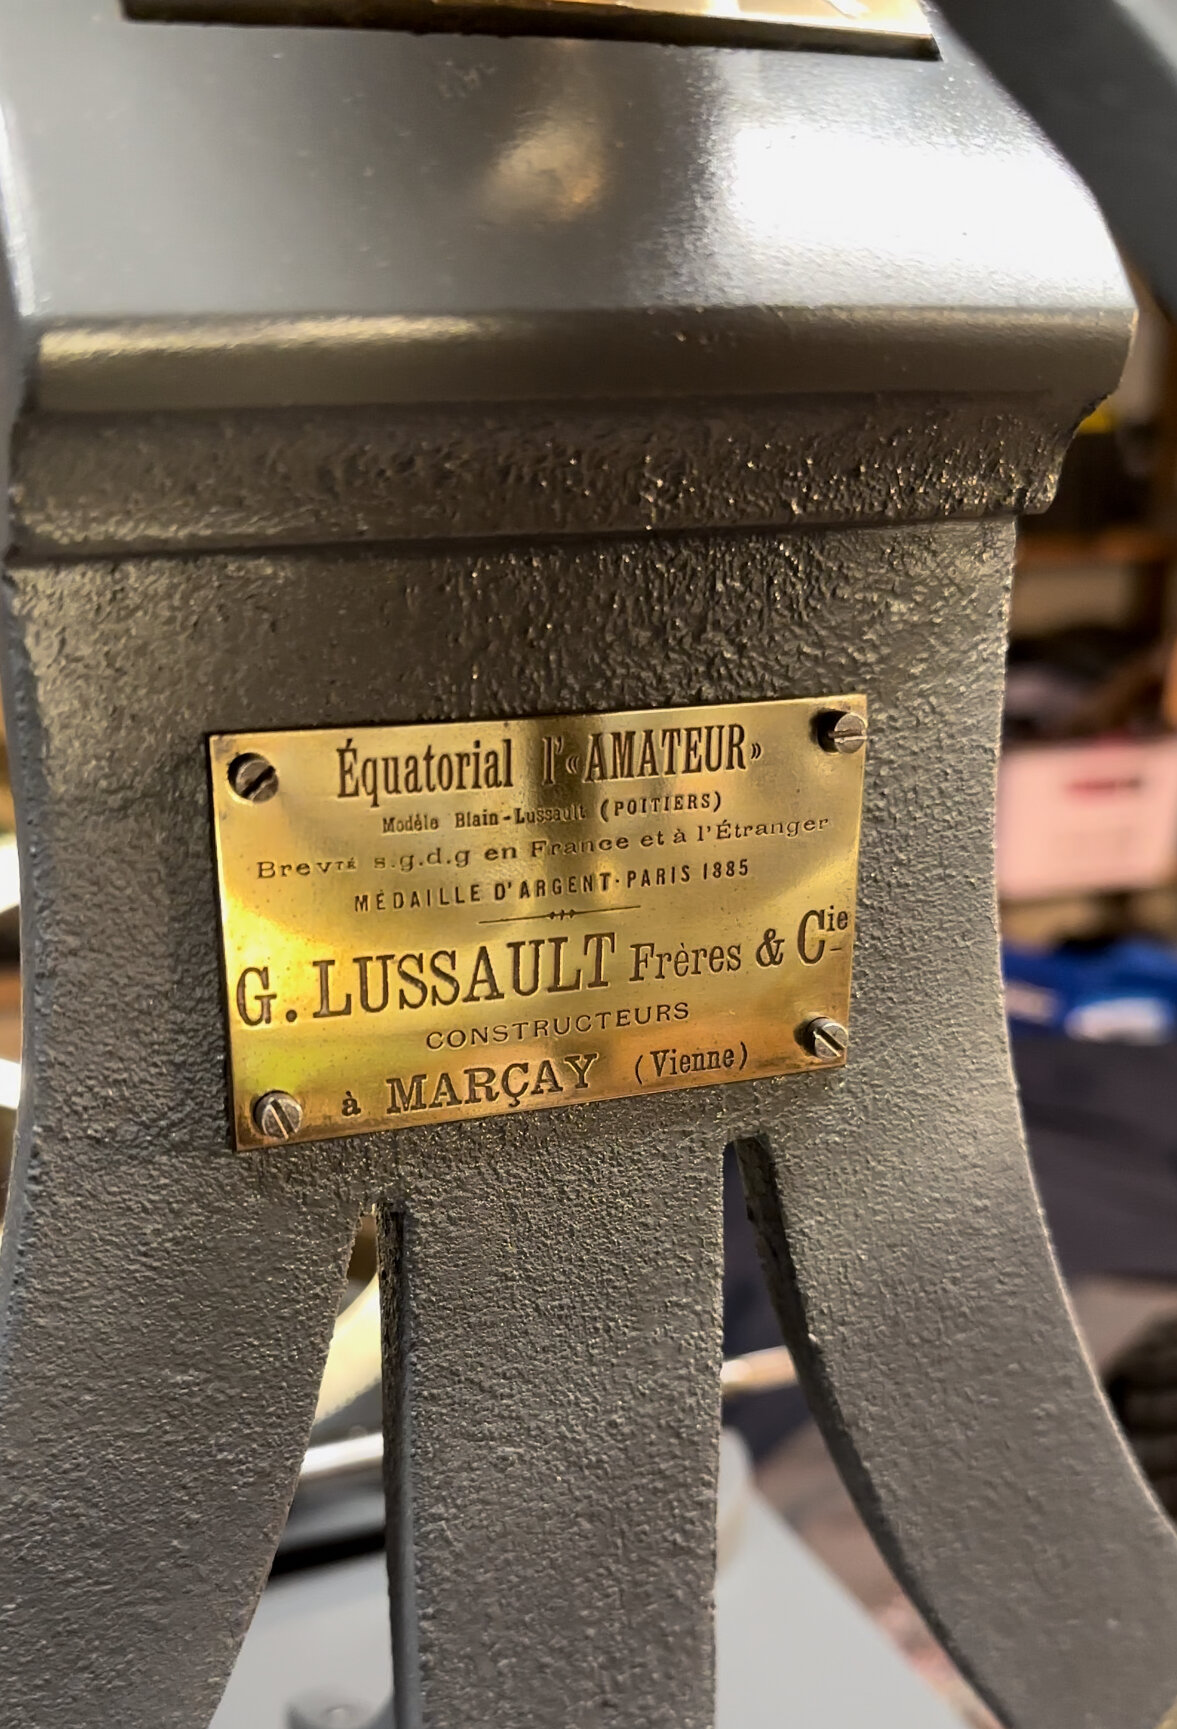 Équatorial l'«AMATEUR»
Modèle Blain-Lussault (POITIERS)
Brevté s.g.d.g en France et à l'Étranger
MÉDAILLE D'ARGENT·PARIS 1885
G. LUSSAULT Frères & Cie
CONSTRUCTEURS
à MARÇAY (Vienne)